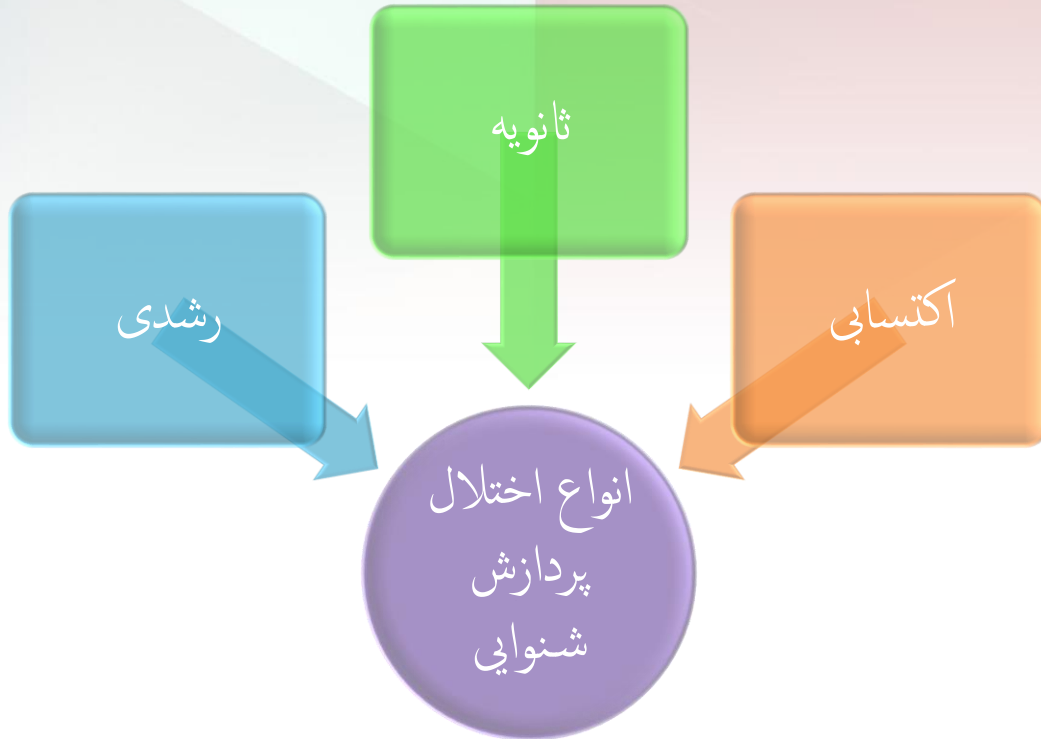 ثانویه
اکتسابی
رشدی
انواع اختلال
پردازش
شنوایی